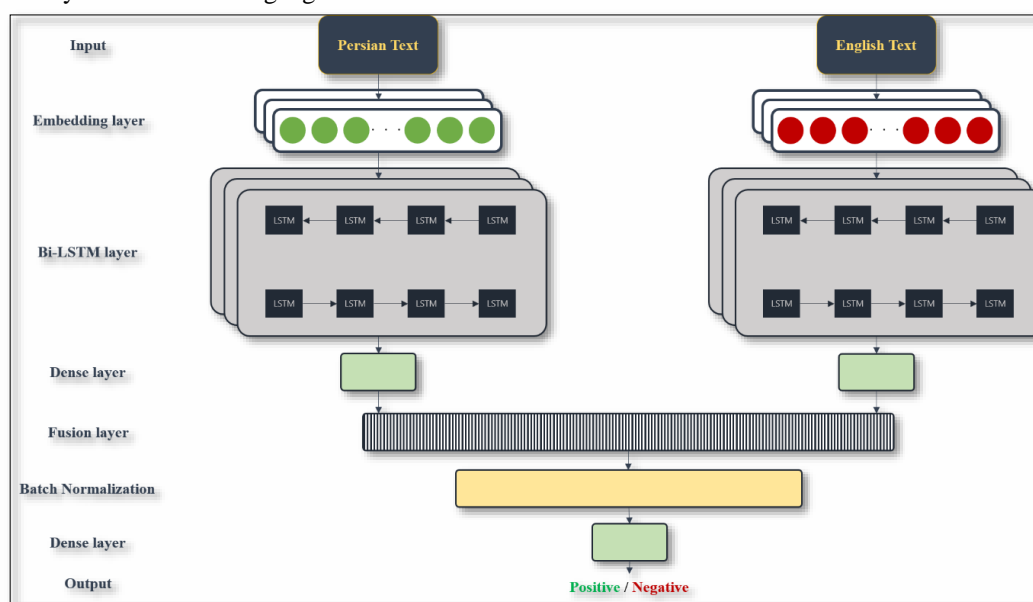 Input
Persian Text
English Text
Embedding layer
. . .
. . .
Bi-LSTM layer
LSTM LSTM LSTM LSTM
LSTM LSTM LSTM LSTM
LSTM LSTM LSTM LSTM
LSTM LSTM LSTM LSTM
Dense layer
Fusion layer
Batch Normalization
Dense layer
Output
Positive / Negative